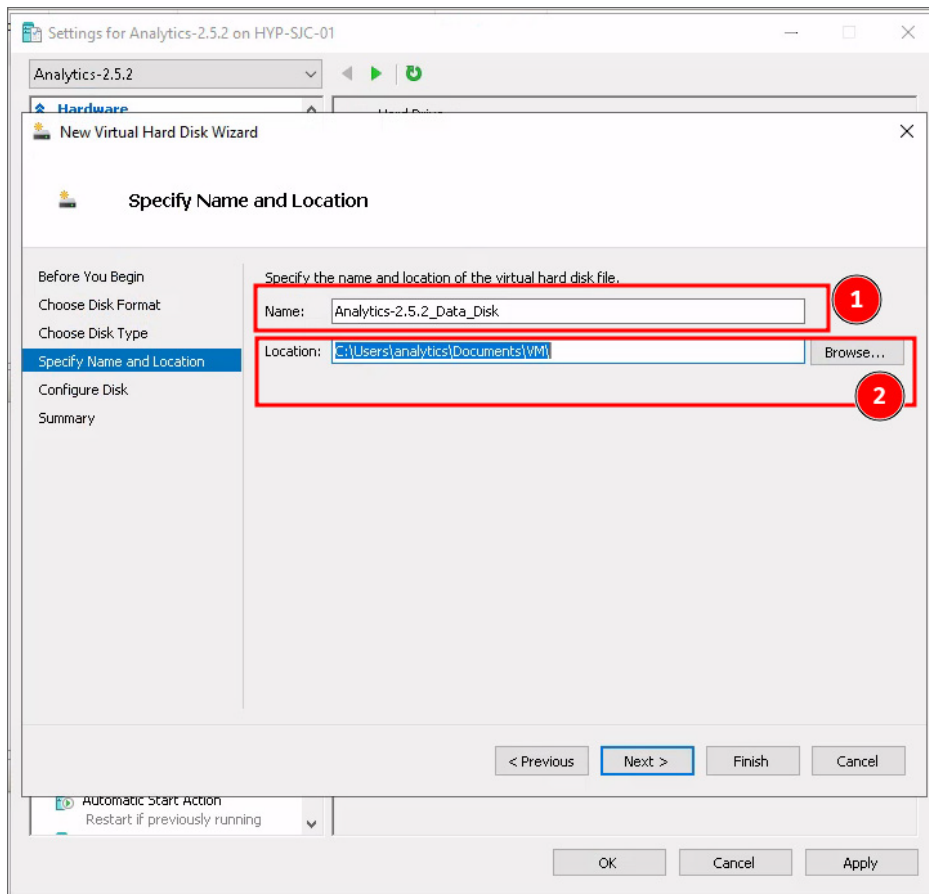 Settings for Analytics-2.5.2 on HYP-SJC-01
Analytics-2.5.2
Hardware
Hard Drive
New Virtual Hard Disk Wizard
Specify Name and Location
Before You Begin
Choose Disk Format
Choose Disk Type
Specify Name and Location
Configure Disk
Summary
Specify the name and location of the virtual hard disk file.
Name: Analytics-2.5.2_Data_Disk
1
Location: C:\Users\analytics\Documents\VM\ Browse...
2
< Previous Next > Finish Cancel
Automatic Start Action
Restart if previously running
OK Cancel Apply